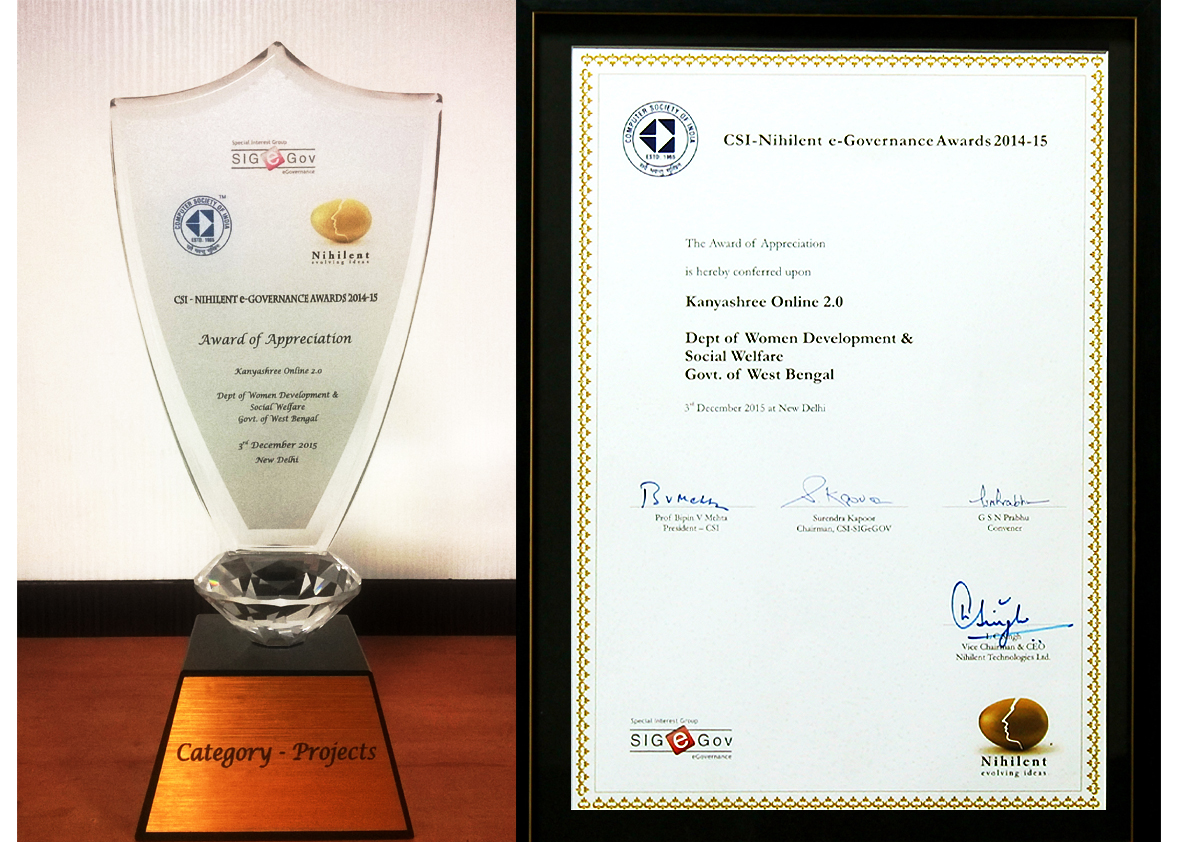 Special Interest Group
SIG e Gov
eGovernance
COMPUTER SOCIETY OF INDIA
TM
ESTD. 1965
Nihilent
evolving ideas
CSI - NIHILENT e-GOVERNANCE AWARDS 2014-15
Award of Appreciation
Kanyashree Online 2.0
Dept of Women Development &
Social Welfare
Govt. of West Bengal
3rd December 2015
New Delhi
Category - Projects
COMPUTER SOCIETY OF INDIA
ESTD. 1965
CSI-Nihilent e-Governance Awards 2014-15
The Award of Appreciation
is hereby conferred upon
Kanyashree Online 2.0
Dept of Women Development &
Social Welfare
Govt. of West Bengal
3rd December 2015 at New Delhi
B V Mehta
S. Kapoor
Prof Bipin V Mehta
President – CSI
Surendra Kapoor
Chairman, CSI-SIGeGOV
G S N Prabhu
Convener
Singh
Vice Chairman & CEO
Nihilent Technologies Ltd.
Special Interest Group
SIG e Gov
eGovernance
Nihilent
evolving ideas